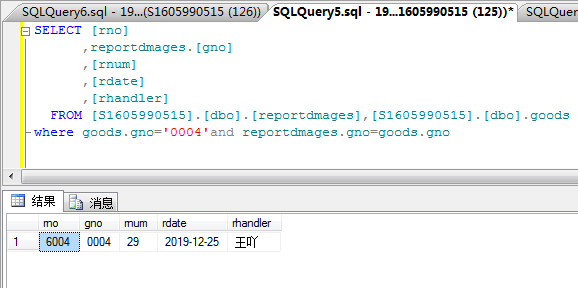 SQLQuery6.sql - 19...(S1605990515 (126)) SQLQuery5.sql - 19...1605990515 (125))* SQLQuery
SELECT [rno]
,reportdmages.[gno]
,[rnum]
,[rdate]
,[rhandler]
FROM [S1605990515].[dbo].[reportdmages],[S1605990515].[dbo].goods
where goods.gno='0004'and reportdmages.gno=goods.gno
结果 消息
rno gno rnum rdate rhandler
1 6004 0004 29 2019-12-25 王吖